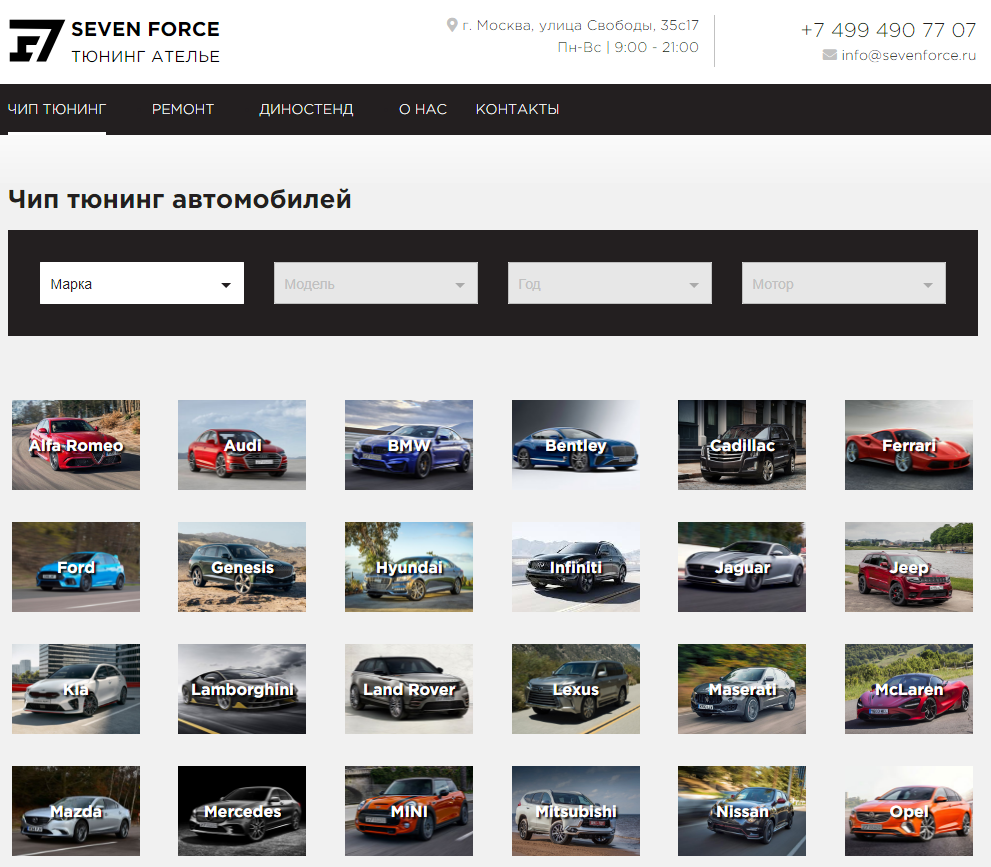 SEVEN FORCE
ТЮНИНГ АТЕЛЬЕ
г. Москва, улица Свободы, 35с17
Пн-Вс | 9:00 - 21:00
+7 499 490 77 07
info@sevenforce.ru
ЧИП ТЮНИНГ РЕМОНТ ДИНОСТЕНД О НАС КОНТАКТЫ
Чип тюнинг автомобилей
Марка Модель Год Мотор
Alfa Romeo Audi BMW Bentley Cadillac Ferrari
Ford Genesis Hyundai Infiniti Jaguar Jeep
Kia Lamborghini Land Rover Lexus Maserati McLaren
Mazda Mercedes MINI Mitsubishi Nissan Opel